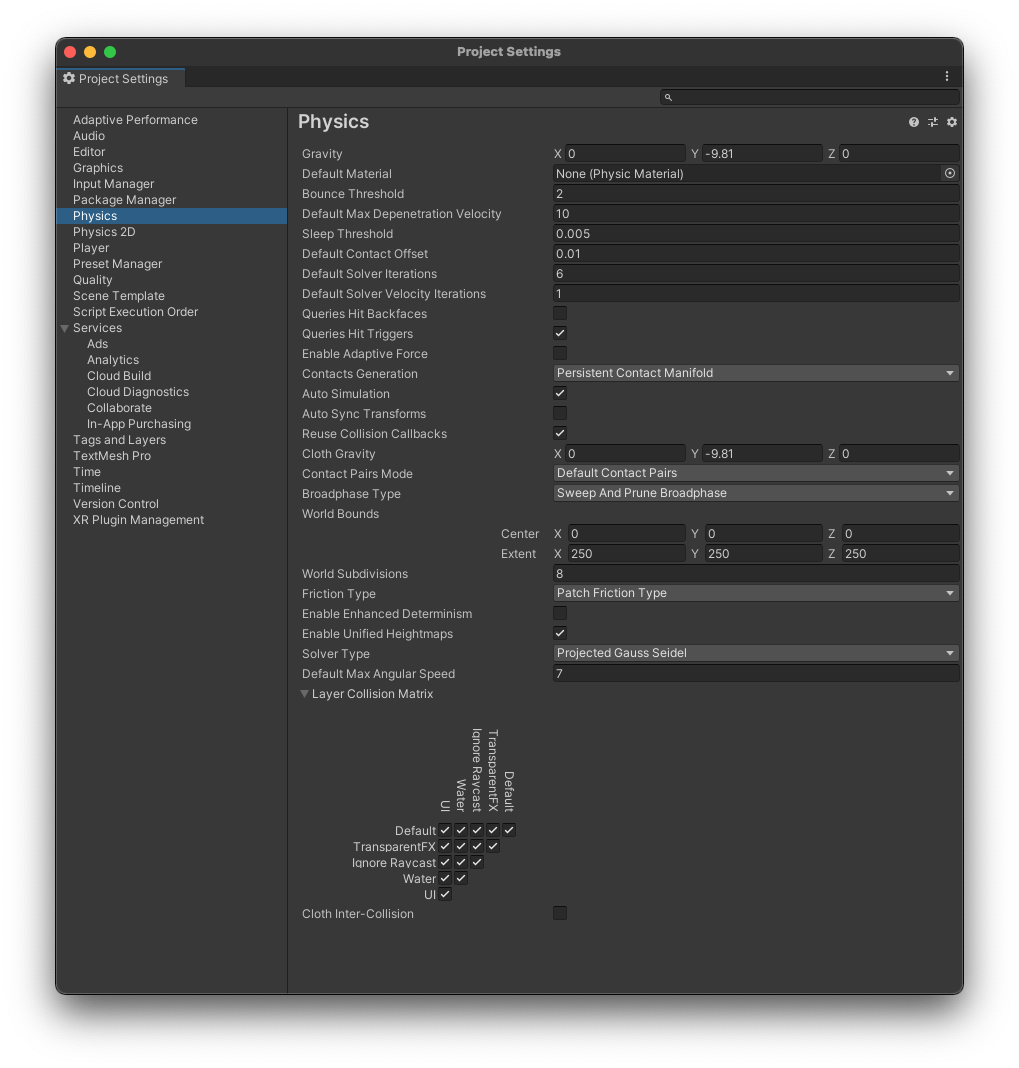 Project Settings
Project Settings
Adaptive Performance
Audio
Editor
Graphics
Input Manager
Package Manager
Physics
Physics 2D
Player
Preset Manager
Quality
Scene Template
Script Execution Order
Services
Ads
Analytics
Cloud Build
Cloud Diagnostics
Collaborate
In-App Purchasing
Tags and Layers
TextMesh Pro
Time
Timeline
Version Control
XR Plugin Management
Physics
Gravity X 0 Y -9.81 Z 0
Default Material None (Physic Material)
Bounce Threshold 2
Default Max Depenetration Velocity 10
Sleep Threshold 0.005
Default Contact Offset 0.01
Default Solver Iterations 6
Default Solver Velocity Iterations 1
Queries Hit Backfaces
Queries Hit Triggers
Enable Adaptive Force
Contacts Generation Persistent Contact Manifold
Auto Simulation
Auto Sync Transforms
Reuse Collision Callbacks
Cloth Gravity X 0 Y -9.81 Z 0
Contact Pairs Mode Default Contact Pairs
Broadphase Type Sweep And Prune Broadphase
World Bounds
Center X 0 Y 0 Z 0
Extent X 250 Y 250 Z 250
World Subdivisions 8
Friction Type Patch Friction Type
Enable Enhanced Determinism
Enable Unified Heightmaps
Solver Type Projected Gauss Seidel
Default Max Angular Speed 7
Layer Collision Matrix
UI
Water
Ignore Raycast
TransparentFX
Default
Default
TransparentFX
Ignore Raycast
Water
UI
Cloth Inter-Collision